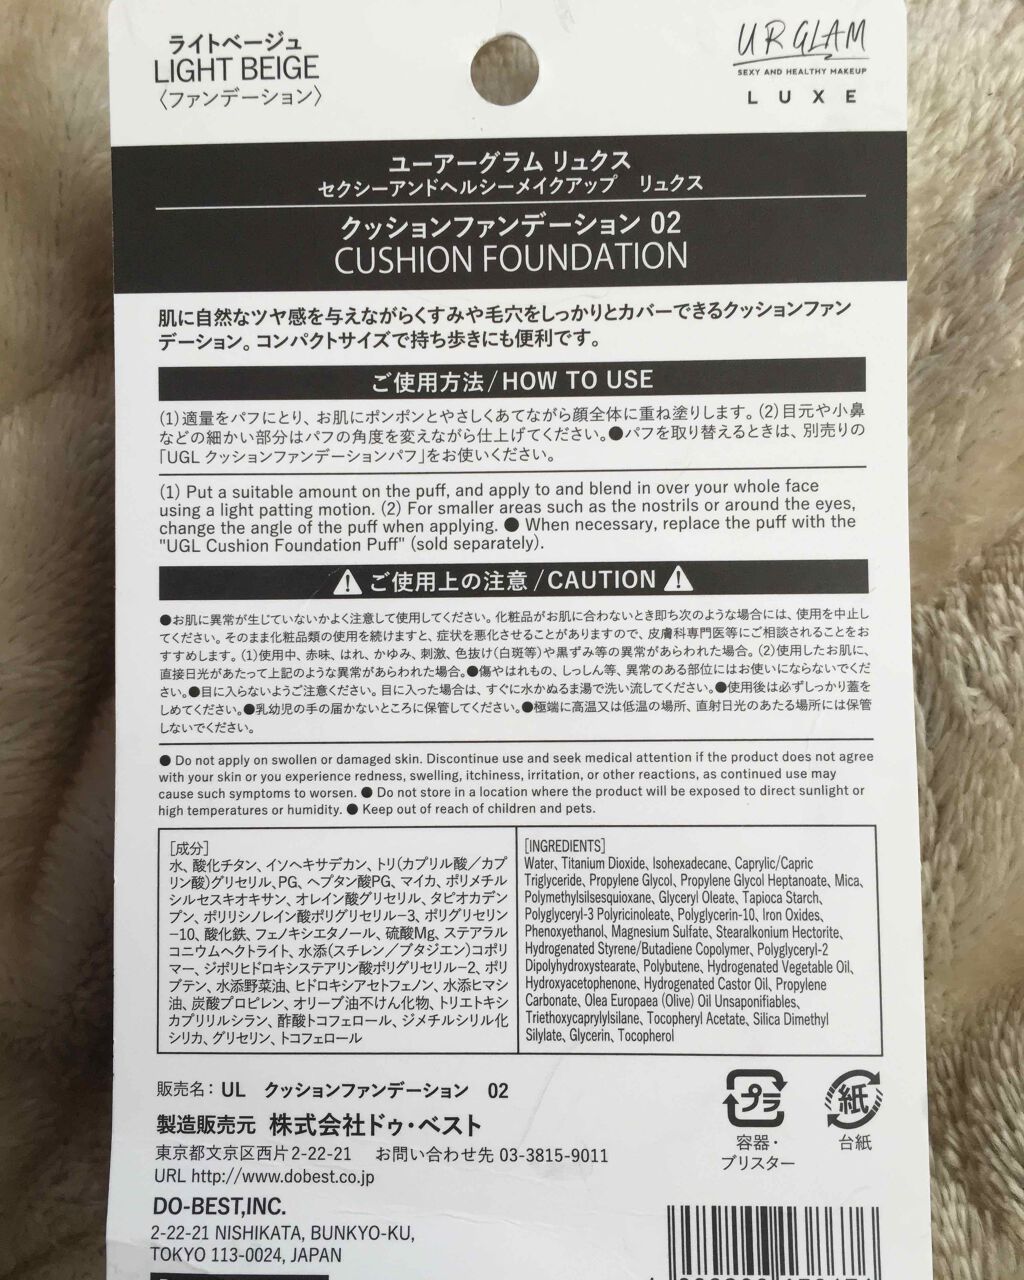 ライトベージュ
LIGHT BEIGE
〈ファンデーション〉
UR GLAM
SEXY AND HEALTHY MAKEUP
LUXE
ユーアーグラム リュクス
セクシーアンドヘルシーメイクアップ　リュクス
クッションファンデーション 02
CUSHION FOUNDATION
肌に自然なツヤ感を与えながらくすみや毛穴をしっかりとカバーできるクッションファン
デーション。コンパクトサイズで持ち歩きにも便利です。
ご使用方法/HOW TO USE
(1)適量をパフにとり、お肌にポンポンとやさしくあてながら顔全体に重ね塗りします。(2)目元や小鼻
などの細かい部分はパフの角度を変えながら仕上げてください。●パフを取り替えるときは、別売りの
「UGL クッションファンデーションパフ」をお使いください。
(1) Put a suitable amount on the puff, and apply to and blend in over your whole face
using a light patting motion. (2) For smaller areas such as the nostrils or around the eyes,
change the angle of the puff when applying. ● When necessary, replace the puff with the
"UGL Cushion Foundation Puff" (sold separately).
ご使用上の注意/CAUTION
●お肌に異常が生じていないかよく注意して使用してください。化粧品がお肌に合わないとき即ち次のような場合には、使用を中止し
てください。そのまま化粧品類の使用を続けますと、症状を悪化させることがありますので、皮膚科専門医等にご相談されることをお
すすめします。(1)使用中、赤味、はれ、かゆみ、刺激、色抜け(白斑等)や黒ずみ等の異常があらわれた場合。(2)使用したお肌に、
直接日光があたって上記のような異常があらわれた場合。●傷やはれもの、しっしん等、異常のある部位にはお使いにならないでくだ
さい。●目に入らないようご注意ください。目に入った場合は、すぐに水かぬるま湯で洗い流してください。●使用後は必ずしっかり蓋を
しめてください。●乳幼児の手の届かないところに保管してください。●極端に高温又は低温の場所、直射日光のあたる場所には保管
しないでください。
● Do not apply on swollen or damaged skin. Discontinue use and seek medical attention if the product does not agree
with your skin or you experience redness, swelling, itchiness, irritation, or other reactions, as continued use may
cause such symptoms to worsen. ● Do not store in a location where the product will be exposed to direct sunlight or
high temperatures or humidity. ● Keep out of reach of children and pets.
[成分]
水、酸化チタン、イソヘキサデカン、トリ(カプリル酸／カプ
リン酸)グリセリル、PG、ヘプタン酸PG、マイカ、ポリメチル
シルセスキオキサン、オレイン酸グリセリル、タピオカデン
プン、ポリリシノレイン酸ポリグリセリル−3、ポリグリセリン
−10、酸化鉄、フェノキシエタノール、硫酸Mg、ステアラル
コニウムヘクトライト、水添(スチレン／ブタジエン)コポリ
マー、ジポリヒドロキシステアリン酸ポリグリセリル−2、ポリ
ブテン、水添野菜油、ヒドロキシアセトフェノン、水添ヒマシ
油、炭酸プロピレン、オリーブ油不けん化物、トリエトキシ
カプリリルシラン、酢酸トコフェロール、ジメチルシリル化
シリカ、グリセリン、トコフェロール
[INGREDIENTS]
Water, Titanium Dioxide, Isohexadecane, Caprylic/Capric
Triglyceride, Propylene Glycol, Propylene Glycol Heptanoate, Mica,
Polymethylsilsesquioxane, Glyceryl Oleate, Tapioca Starch,
Polyglyceryl-3 Polyricinoleate, Polyglycerin-10, Iron Oxides,
Phenoxyethanol, Magnesium Sulfate, Stearalkonium Hectorite,
Hydrogenated Styrene/Butadiene Copolymer, Polyglyceryl-2
Dipolyhydroxystearate, Polybutene, Hydrogenated Vegetable Oil,
Hydroxyacetophenone, Hydrogenated Castor Oil, Propylene
Carbonate, Olea Europaea (Olive) Oil Unsaponifiables,
Triethoxycaprylylsilane, Tocopheryl Acetate, Silica Dimethyl
Silylate, Glycerin, Tocopherol
販売名：UL　クッションファンデーション　02
製造販売元 株式会社ドゥ・ベスト
東京都文京区西片2-22-21　お問い合わせ先 03-3815-9011
URL http://www.dobest.co.jp
DO-BEST,INC.
2-22-21 NISHIKATA, BUNKYO-KU,
TOKYO 113-0024, JAPAN
プラ
容器・
ブリスター
紙
台紙